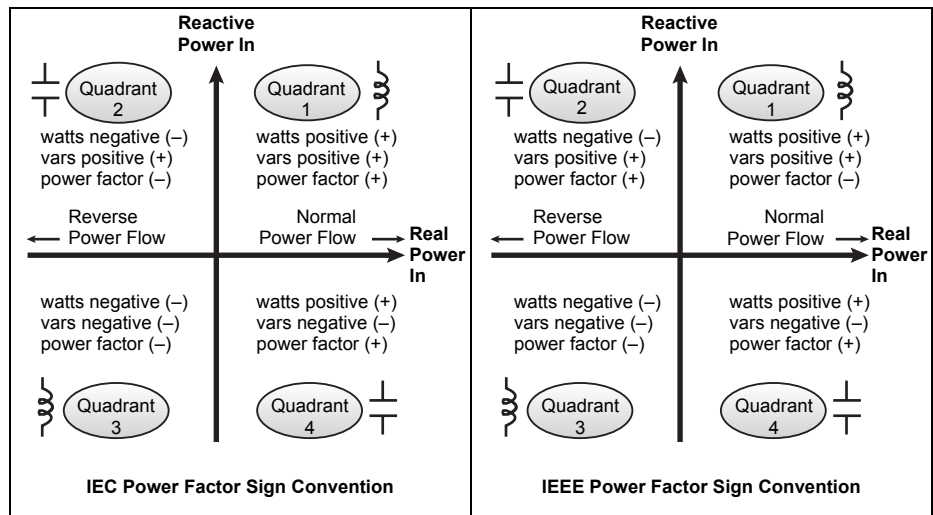 Reactive
Power In
Quadrant
2
Quadrant
1
watts negative (–)
vars positive (+)
power factor (–)
watts positive (+)
vars positive (+)
power factor (+)
Reverse
Power Flow
Normal
Power Flow
Real
Power
In
watts negative (–)
vars negative (–)
power factor (–)
watts positive (+)
vars negative (–)
power factor (+)
Quadrant
3
Quadrant
4
IEC Power Factor Sign Convention
Reactive
Power In
Quadrant
2
Quadrant
1
watts negative (–)
vars positive (+)
power factor (+)
watts positive (+)
vars positive (+)
power factor (–)
Reverse
Power Flow
Normal
Power Flow
Real
Power
In
watts negative (–)
vars negative (–)
power factor (–)
watts positive (+)
vars negative (–)
power factor (+)
Quadrant
3
Quadrant
4
IEEE Power Factor Sign Convention